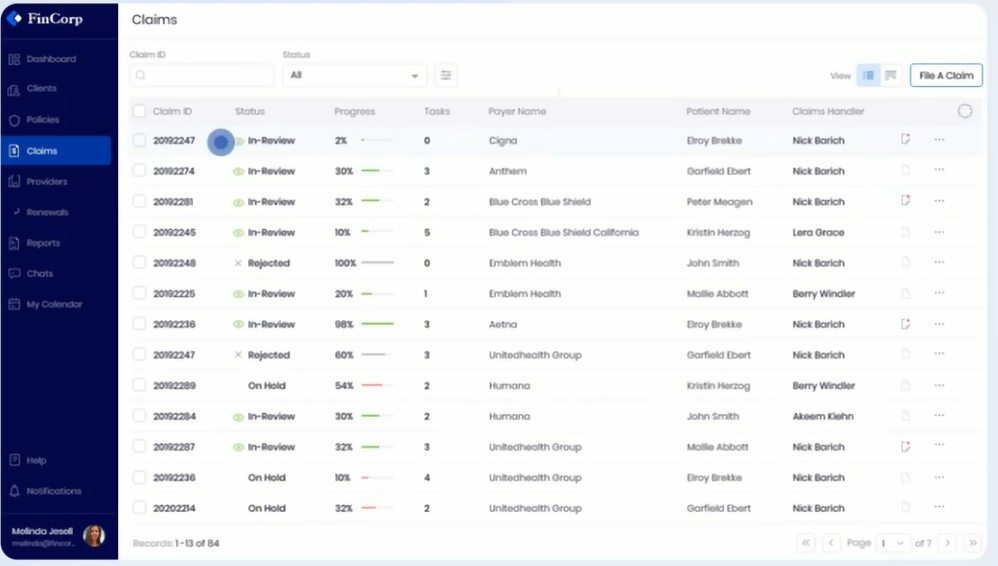 FinCorp
Claims
Dashboard
Clients
Policies
Claims
Providers
Renewals
Reports
Chats
My Calendar
Help
Notifications
Melinda Jesell
melinda@fincor...
Claim ID Status
All
View File A Claim
Claim ID Status Progress Tasks Payer Name Patient Name Claims Handler
20192247 In-Review 2% 0 Cigna Elroy Brekke Nick Barich
20192274 In-Review 30% 3 Anthem Garfield Ebert Nick Barich
20192281 In-Review 32% 2 Blue Cross Blue Shield Peter Meagen Nick Barich
20192245 In-Review 10% 5 Blue Cross Blue Shield California Kristin Herzog Lera Grace
20192248 Rejected 100% 0 Emblem Health John Smith Nick Barich
20192225 In-Review 20% 1 Emblem Health Mallie Abbott Berry Windler
20192236 In-Review 98% 3 Aetna Elroy Brekke Nick Barich
20192247 Rejected 60% 3 Unitedhealth Group Garfield Ebert Nick Barich
20192289 On Hold 54% 2 Humana Kristin Herzog Berry Windler
20192284 In-Review 30% 2 Humana John Smith Akeem Kiehn
20192287 In-Review 32% 3 Unitedhealth Group Mallie Abbott Nick Barich
20192236 On Hold 10% 4 Unitedhealth Group Elroy Brekke Nick Barich
20202214 On Hold 32% 2 Unitedhealth Group Garfield Ebert Nick Barich
Records: 1-13 of 84 Page 1 of 7